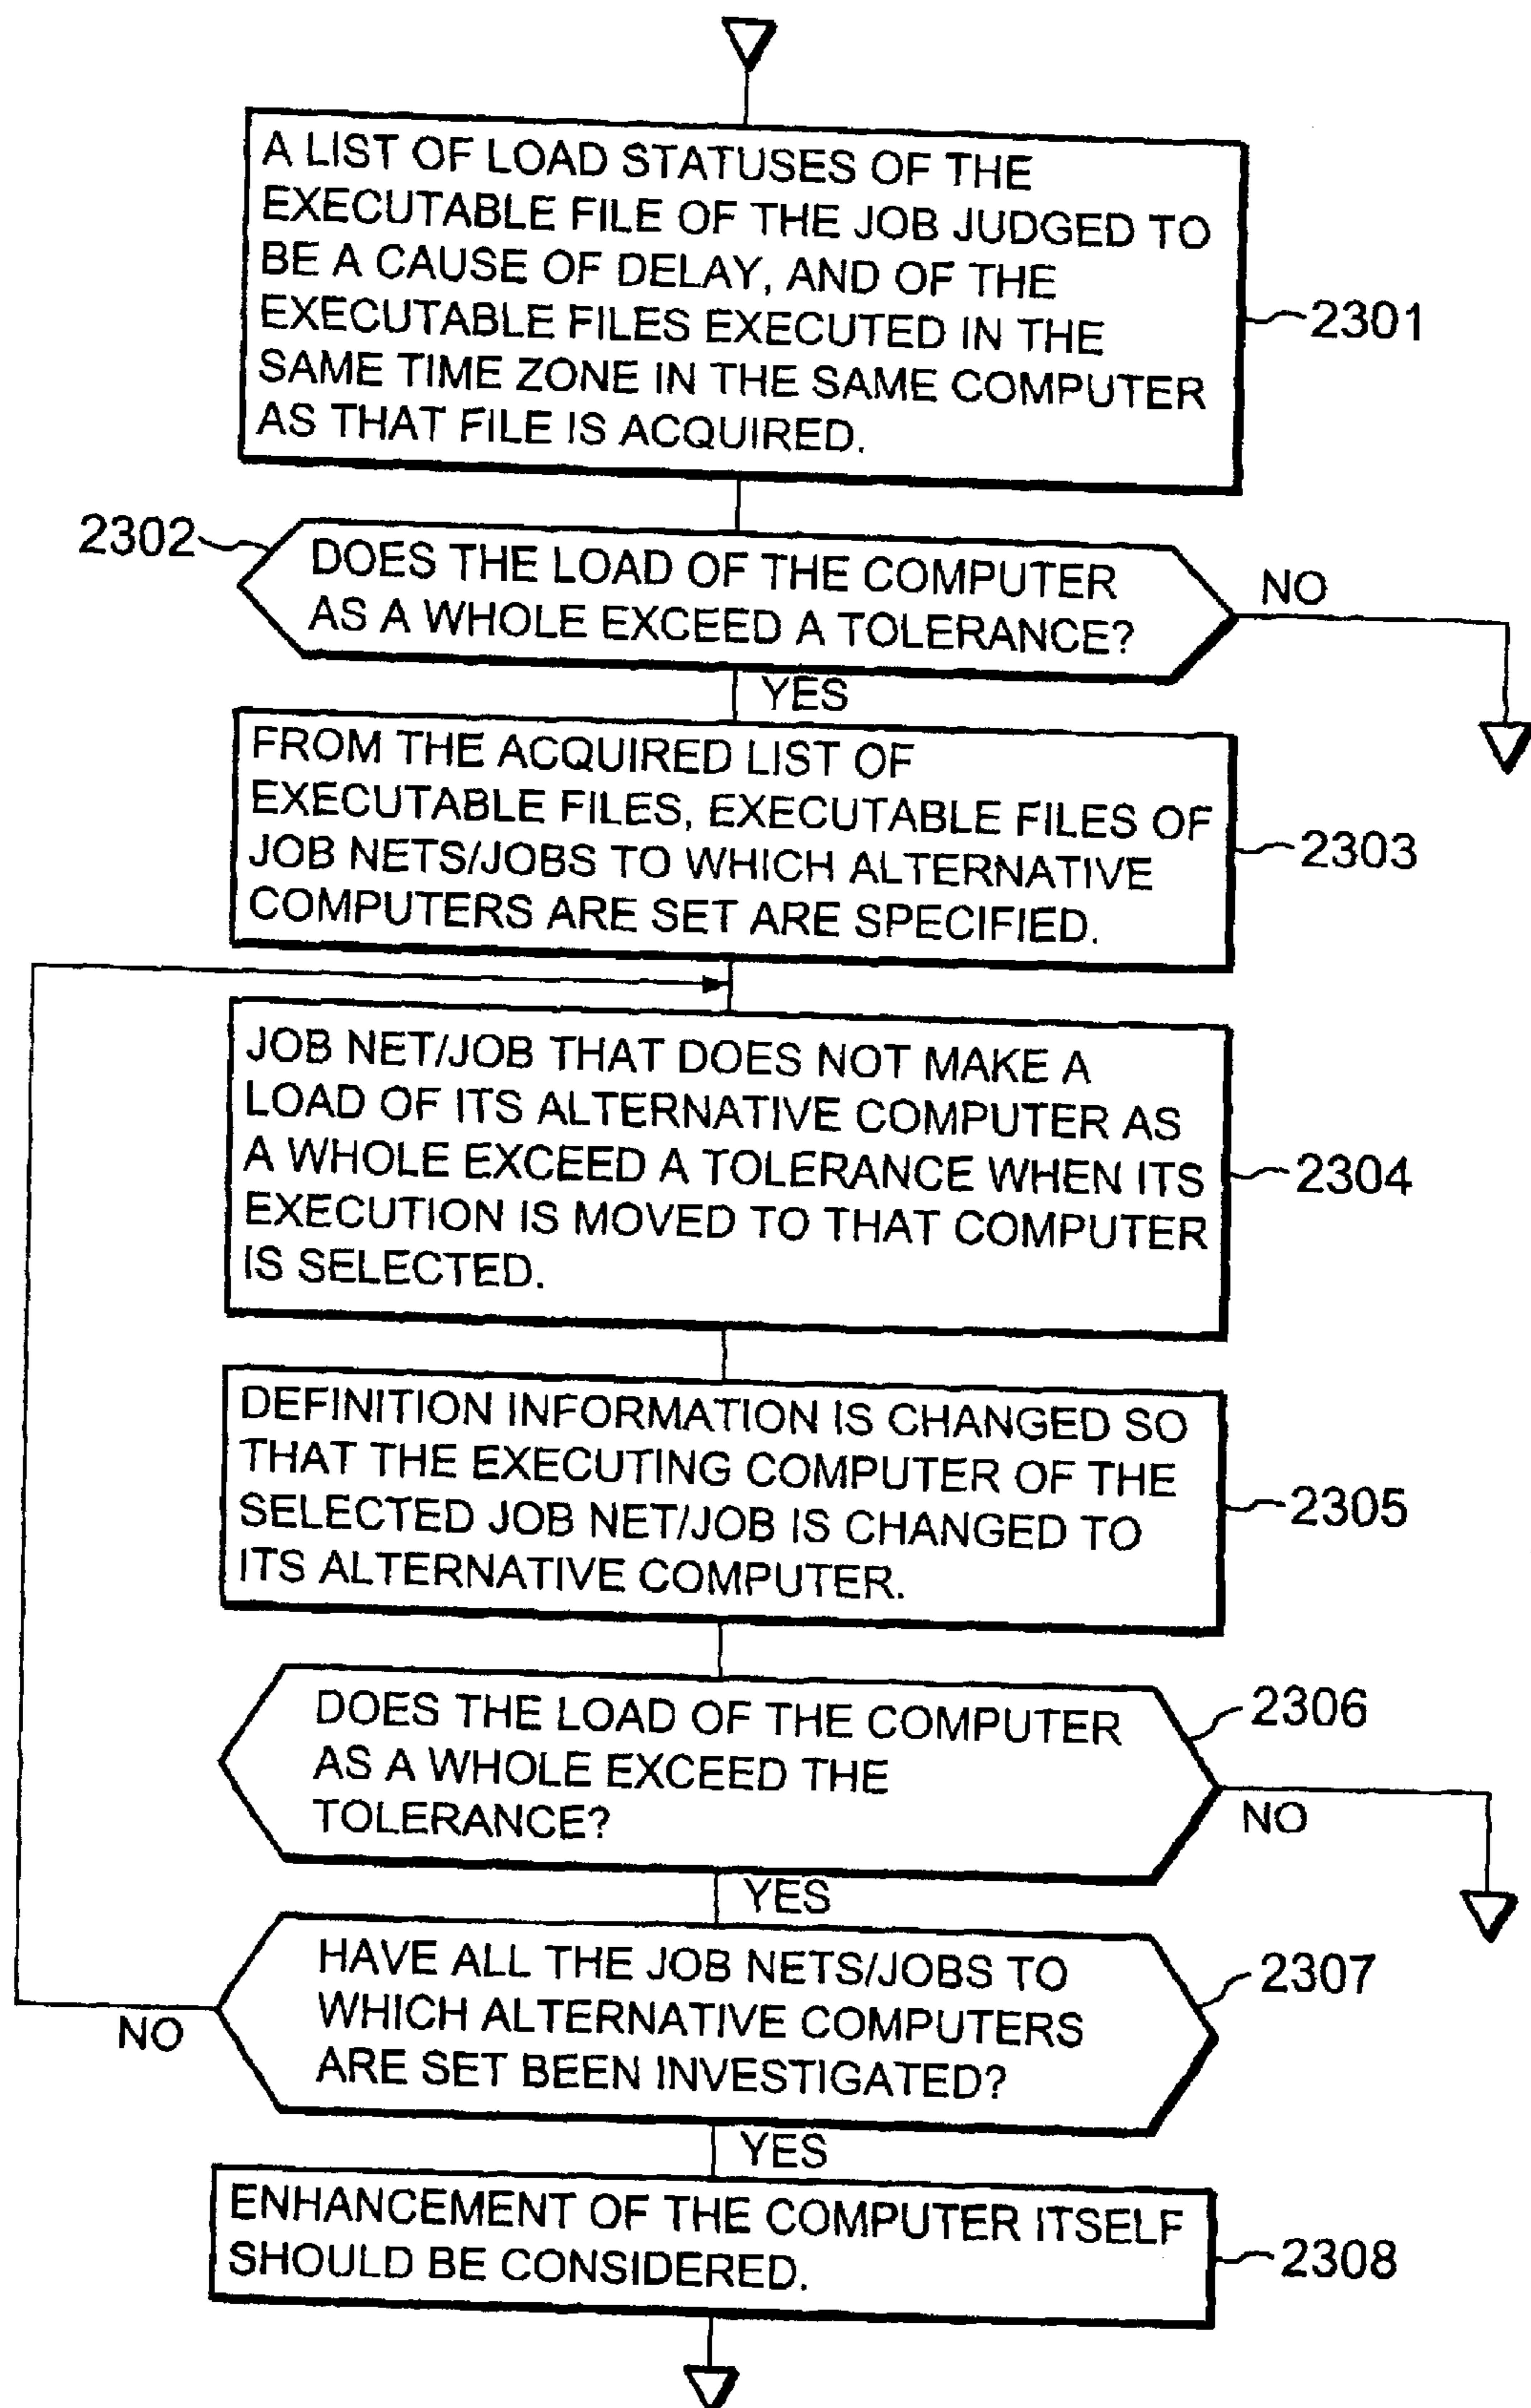 A LIST OF LOAD STATUSES OF THE
EXECUTABLE FILE OF THE JOB JUDGED TO
BE A CAUSE OF DELAY, AND OF THE
EXECUTABLE FILES EXECUTED IN THE
SAME TIME ZONE IN THE SAME COMPUTER
AS THAT FILE IS ACQUIRED.
2301
2302
DOES THE LOAD OF THE COMPUTER
AS A WHOLE EXCEED A TOLERANCE?
NO
YES
FROM THE ACQUIRED LIST OF
EXECUTABLE FILES, EXECUTABLE FILES OF
JOB NETS/JOBS TO WHICH ALTERNATIVE
COMPUTERS ARE SET ARE SPECIFIED.
2303
JOB NET/JOB THAT DOES NOT MAKE A
LOAD OF ITS ALTERNATIVE COMPUTER AS
A WHOLE EXCEED A TOLERANCE WHEN ITS
EXECUTION IS MOVED TO THAT COMPUTER
IS SELECTED.
2304
DEFINITION INFORMATION IS CHANGED SO
THAT THE EXECUTING COMPUTER OF THE
SELECTED JOB NET/JOB IS CHANGED TO
ITS ALTERNATIVE COMPUTER.
2305
DOES THE LOAD OF THE COMPUTER
AS A WHOLE EXCEED THE
TOLERANCE?
2306
NO
YES
HAVE ALL THE JOB NETS/JOBS TO
WHICH ALTERNATIVE COMPUTERS
ARE SET BEEN INVESTIGATED?
2307
NO
YES
ENHANCEMENT OF THE COMPUTER ITSELF
SHOULD BE CONSIDERED.
2308